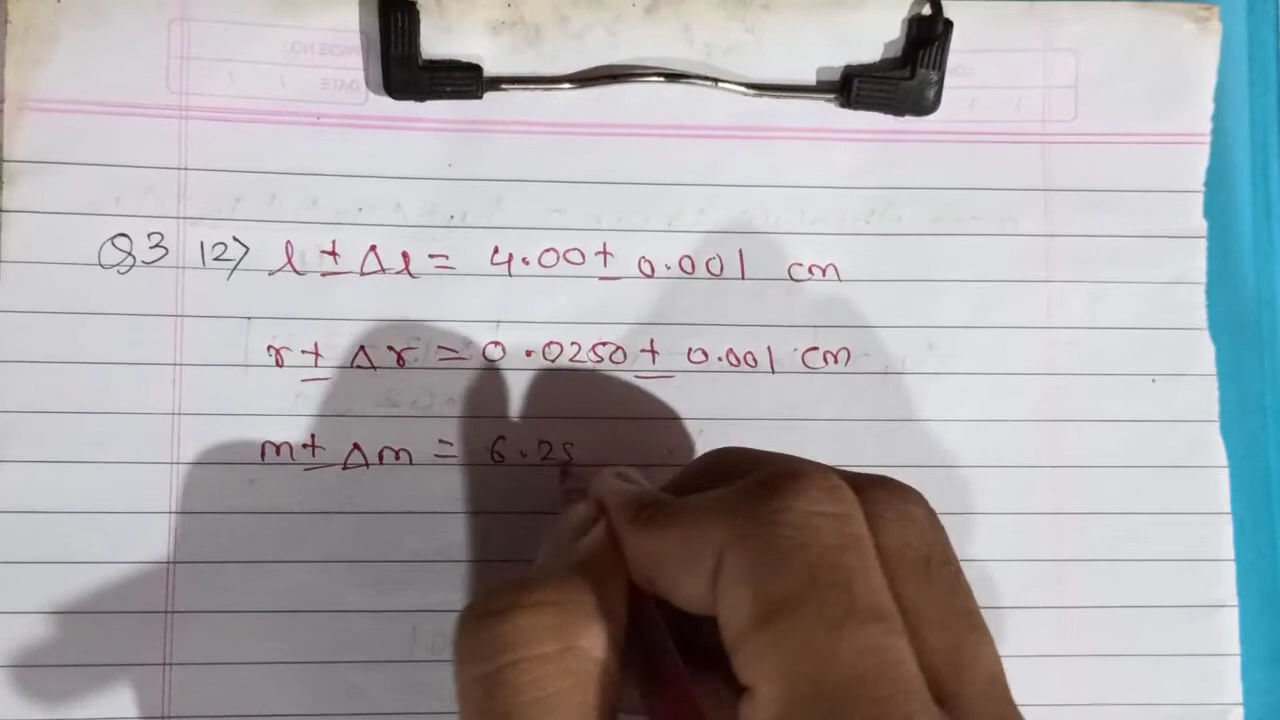 Q3 12) l ± Δl = 4.00 ± 0.001 cm
r ± Δr = 0.0250 ± 0.001 cm
m ± Δm = 6.25